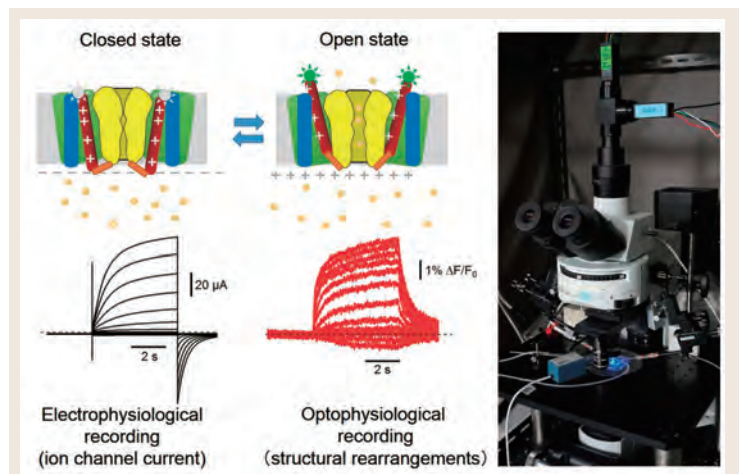 Closed state
Open state
20 μA
2 s
1% ΔF/F₀
2 s
Electrophysiological
recording
(ion channel current)
Optophysiological
recording
(structural rearrangements)